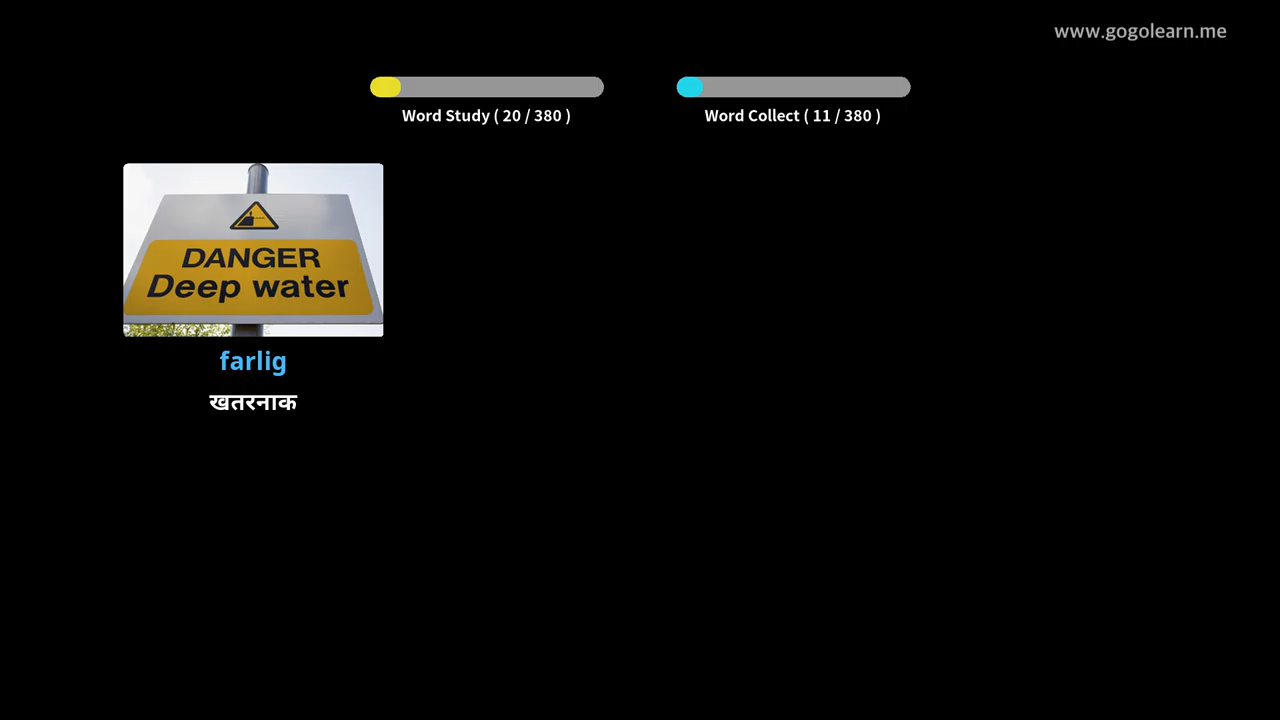 www.gogolearn.me
Word Study ( 20 / 380 )
Word Collect ( 11 / 380 )
DANGER
Deep water
farlig
खतरनाक